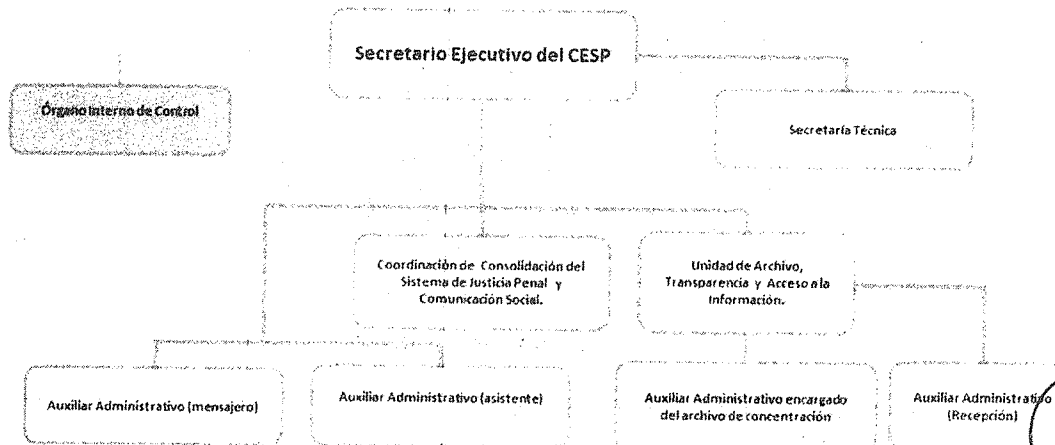 Secretario Ejecutivo del CESP
Órgano Interno de Control
Secretaría Técnica
Coordinación de Consolidación del
Sistema de Justicia Penal y
Comunicación Social.
Unidad de Archivo,
Transparencia y Acceso a la
Información.
Auxiliar Administrativo (mensajero)
Auxiliar Administrativo (asistente)
Auxiliar Administrativo encargado
del archivo de concentración
Auxiliar Administrativo
(Recepción)